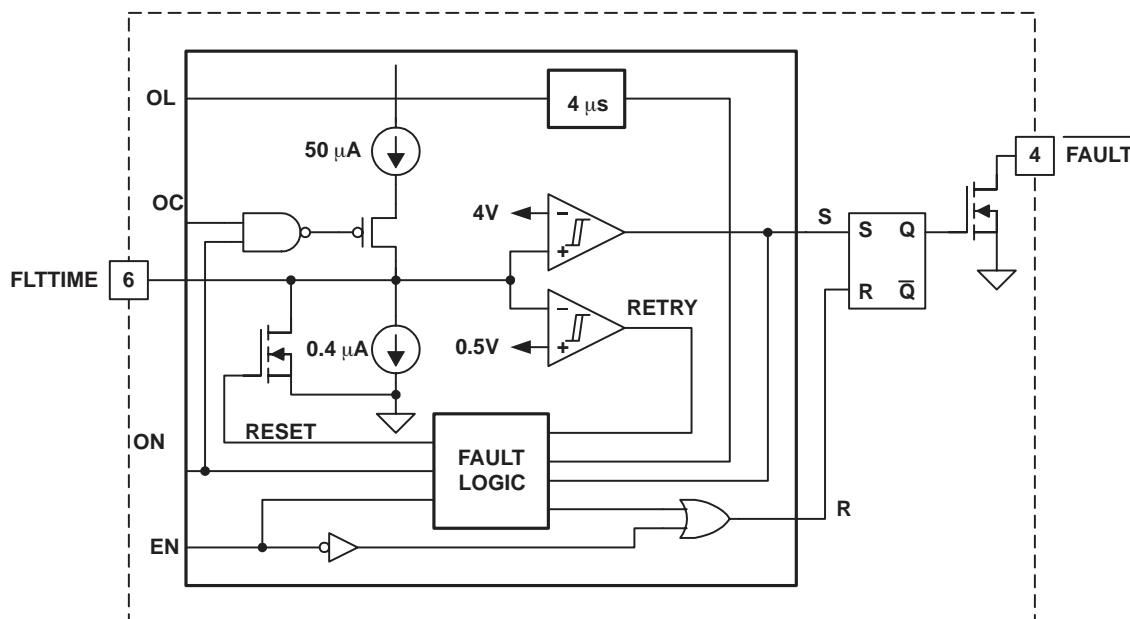 OL
4 μs
50 μA
4
FAULT
OC
4V
−
+
S
S
Q
FLTTIME
6
R
Q̅
RETRY
−
+
0.4 μA
0.5V
RESET
ON
FAULT
LOGIC
R
EN